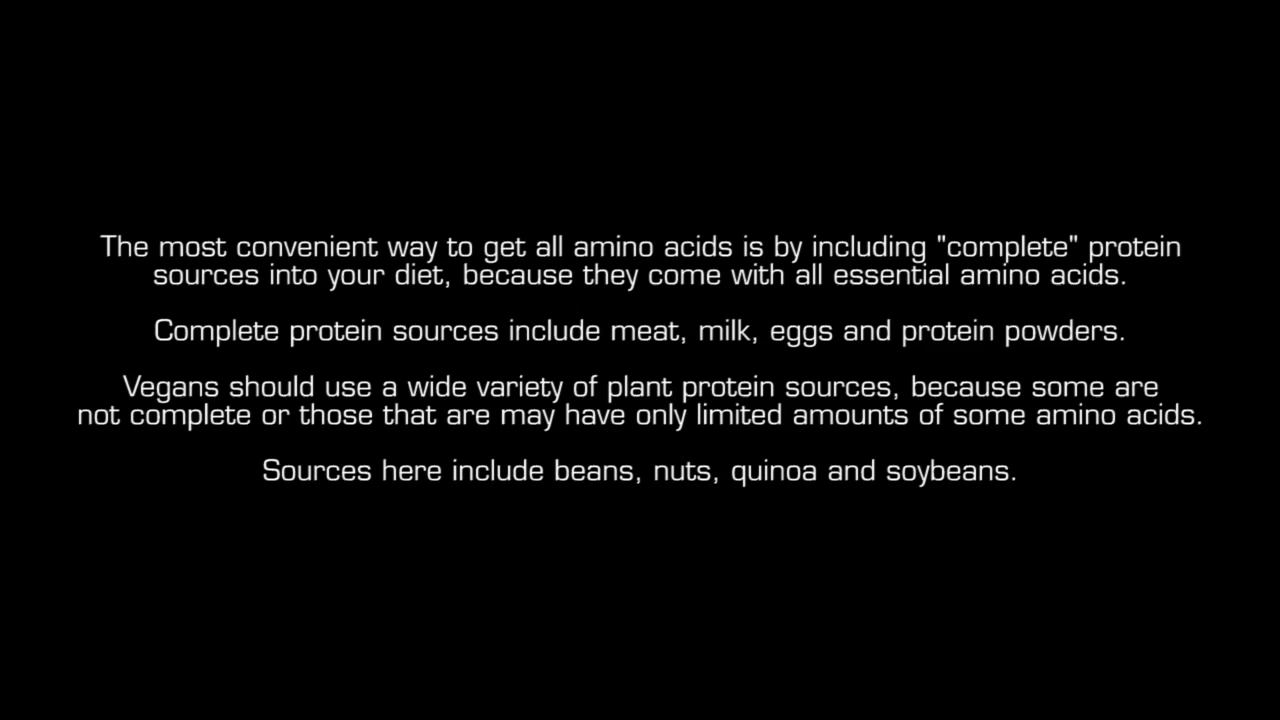 The most convenient way to get all amino acids is by including "complete" protein
sources into your diet, because they come with all essential amino acids.
Complete protein sources include meat, milk, eggs and protein powders.
Vegans should use a wide variety of plant protein sources, because some are
not complete or those that are may have only limited amounts of some amino acids.
Sources here include beans, nuts, quinoa and soybeans.